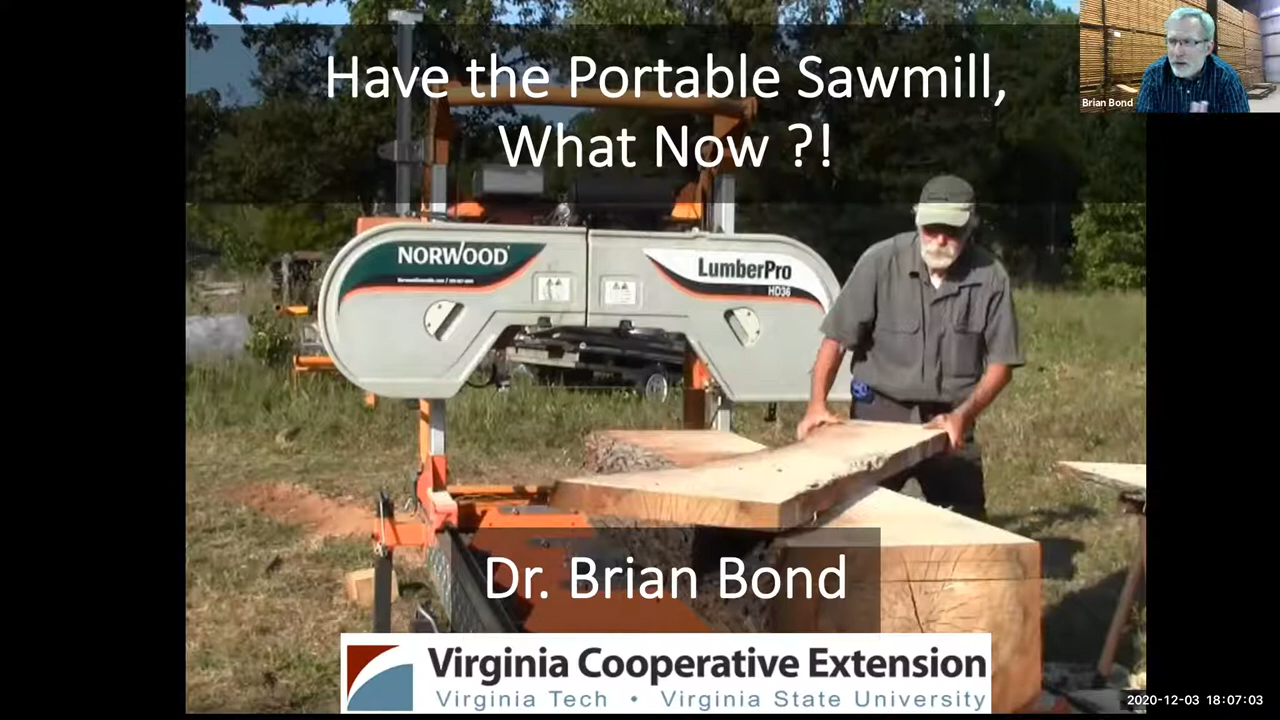 Have the Portable Sawmill,
What Now ?!
Brian Bond
NORWOOD
LumberPro
HD36
Dr. Brian Bond
Virginia Cooperative Extension
Virginia Tech • Virginia State University
2020-12-03 18:07:03